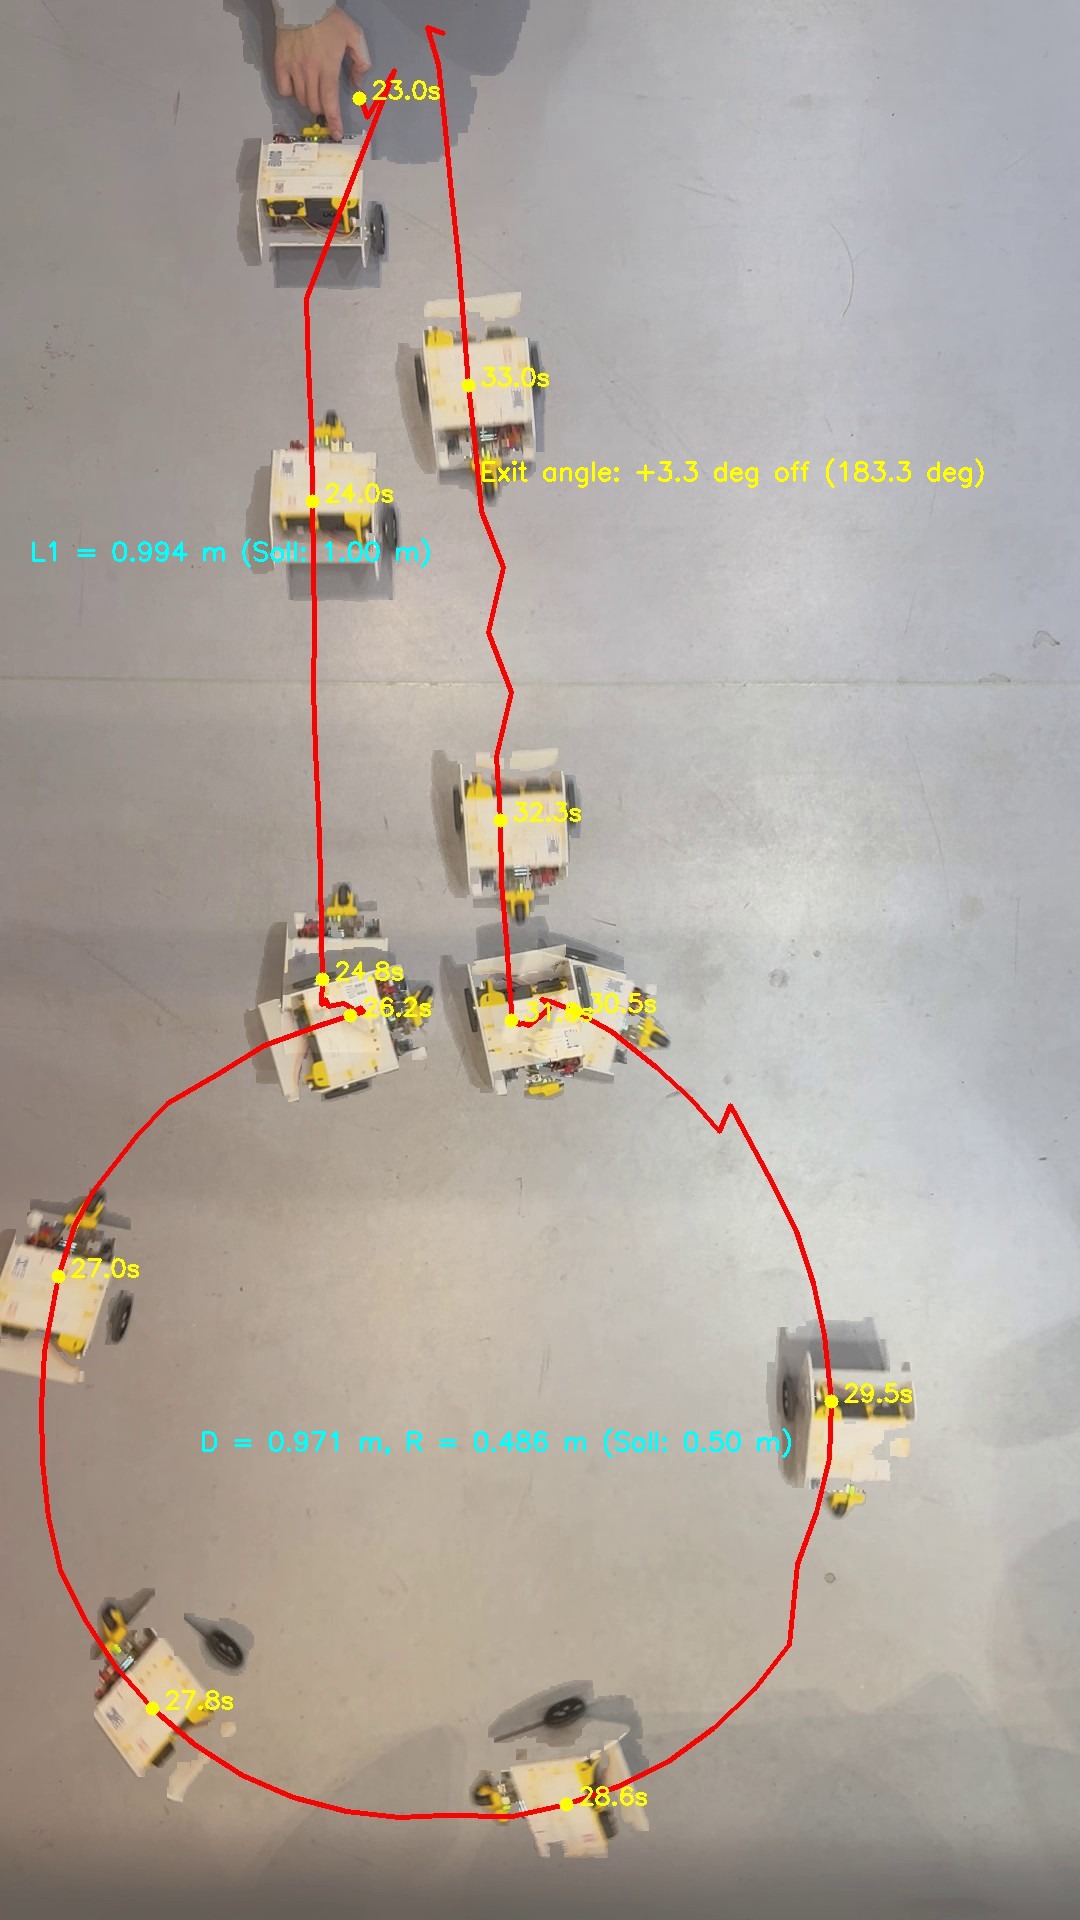 23.0s
33.0s
Exit angle: +3.3 deg off (183.3 deg)
24.0s
L1 = 0.994 m (Soll: 1.00 m)
32.3s
24.8s
26.2s
30.5s
27.0s
29.5s
D = 0.971 m, R = 0.486 m (Soll: 0.50 m)
27.8s
28.6s